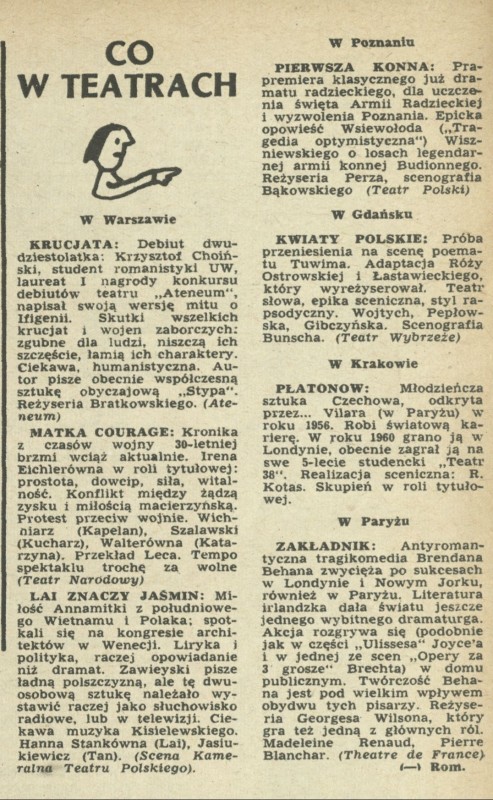 CO
W TEATRACH
W Warszawie
KRUCJATA: Debiut dwu-
dziestolatka: Krzysztof Choiń-
ski, student romanistyki UW,
laureat I nagrody konkursu
debiutów teatru „Ateneum",
napisał swoją wersję mitu o
Ifigenii. Skutki wszelkich
krucjat i wojen zaborczych:
zgubne dla ludzi, niszczą ich
szczęście, łamią ich charaktery.
Ciekawa, humanistyczna. Au-
tor pisze obecnie współczesną
sztukę obyczajową „Stypa".
Reżyseria Bratkowskiego. (Ate-
neum)
MATKA COURAGE: Kronika
z czasów wojny 30-letniej
brzmi wciąż aktualnie. Irena
Eichlerówna w roli tytułowej:
prostota, dowcip, siła, wital-
ność. Konflikt między żądzą
zysku i miłością macierzyńską.
Protest przeciw wojnie. Wich-
niarz (Kapelan), Szalawski
(Kucharz), Walterówna (Kata-
rzyna). Przekład Leca. Tempo
spektaklu trochę za wolne
(Teatr Narodowy)
LAI ZNACZY JAŚMIN: Mi-
łość Annamitki z południowe-
go Wietnamu i Polaka; spot-
kali się na kongresie archi-
tektów w Wenecji. Liryka i
polityka, raczej opowiadanie
niż dramat. Zawieyski pisze
ładną polszczyzną, ale tę dwu-
osobową sztukę należało wy-
stawić raczej jako słuchowisko
radiowe, lub w telewizji. Cie-
kawa muzyka Kisielewskiego.
Hanna Stankówna (Lai), Jasiu-
kiewicz (Tan). (Scena Kame-
ralna Teatru Polskiego).
W Poznaniu
PIERWSZA KONNA: Pra-
premiera klasycznego już dra-
matu radzieckiego, dla uczcze-
nia święta Armii Radzieckiej
i wyzwolenia Poznania. Epicka
opowieść Wsiewołoda („Tra-
gedia optymistyczna") Wisz-
niewskiego o losach legendar-
nej armii konnej Budionnego.
Reżyseria Perza, scenografia
Bąkowskiego (Teatr Polski)
W Gdańsku
KWIATY POLSKIE: Próba
przeniesienia na scenę poema-
tu Tuwima. Adaptacja Róży
Ostrowskiej i Łastawieckiego,
który wyreżyserował. Teatr
słowa, epika sceniczna, styl ra-
psodyczny. Wojtych, Pepłow-
ska, Gibczyńska. Scenografia
Bunscha. (Teatr Wybrzeże)
W Krakowie
PŁATONOW: Młodzieńcza
sztuka Czechowa, odkryta
przez... Vilara (w Paryżu) w
roku 1956. Robi światową ka-
rierę. W roku 1960 grano ją w
Londynie, obecnie zagrał ją na
swe 5-lecie studencki „Teatr
38". Realizacja sceniczna: R.
Kotas. Skupień w roli tytuło-
wej.
W Paryżu
ZAKŁADNIK: Antyroman-
tyczna tragikomedia Brendana
Behana zwycięża po sukcesach
w Londynie i Nowym Jorku,
również w Paryżu. Literatura
irlandzka dała światu jeszcze
jednego wybitnego dramaturga.
Akcja rozgrywa się (podobnie
jak w części „Ulissesa" Joyce'a
i w jednej ze scen „Opery za
3 grosze" Brechta) w domu
publicznym. Twórczość Beha-
na jest pod wielkim wpływem
obydwu tych pisarzy. Reżyse-
ria Georgesa Wilsona, który
gra też jedną z głównych ról.
Madeleine Renaud, Pierre
Blanchar. (Theatre de France)
(—) Rom.